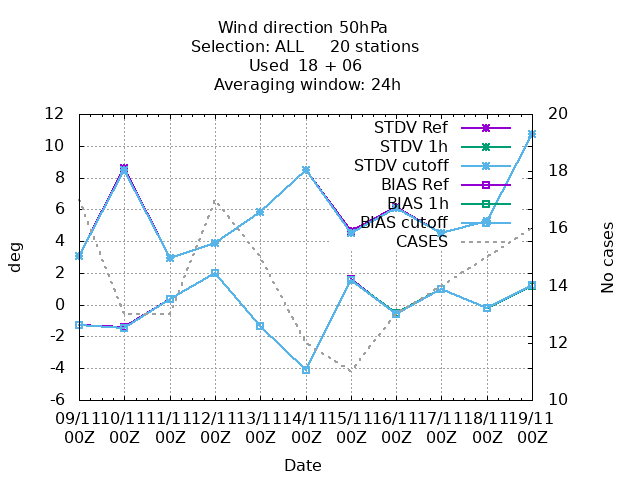 Wind direction 50hPa
Selection: ALL 20 stations
Used 18 + 06
Averaging window: 24h
12 20
10 18
8 16
6 14
4 12
2 10
0
-2
-4
-6
deg
No cases
STDV Ref
STDV 1h
STDV cutoff
BIAS Ref
BIAS 1h
BIAS cutoff
CASES
09/11 10/11 11/11 12/11 13/11 14/11 15/11 16/11 17/11 18/11 19/11
00Z 00Z 00Z 00Z 00Z 00Z 00Z 00Z 00Z 00Z 00Z
Date